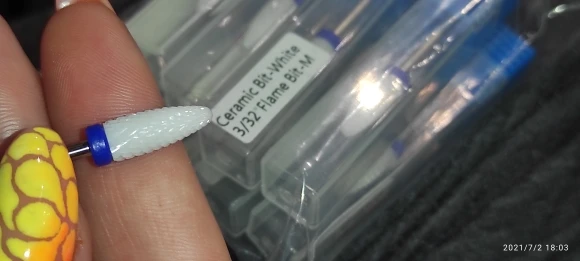 Ceramic Bit-White
3/32" Flame Bit-M
2021/7/2 18:03